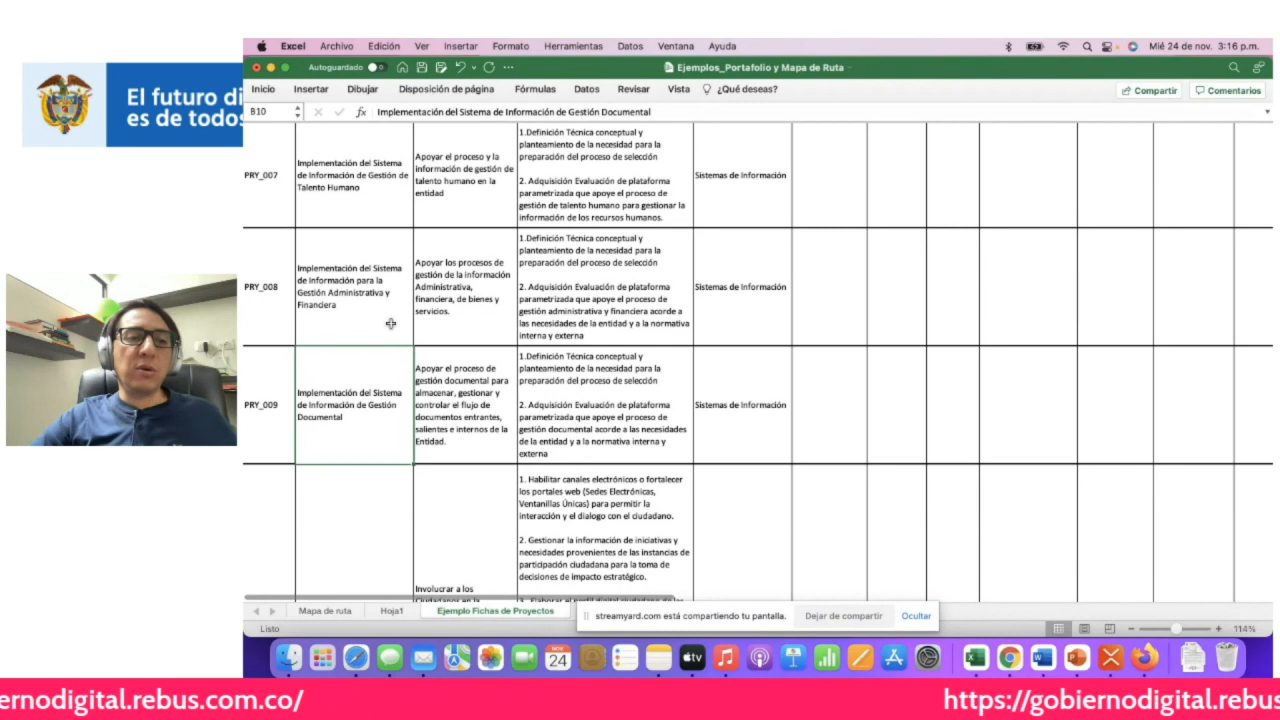 Excel Archivo Edición Ver Insertar Formato Herramientas Datos Ventana Ayuda Mié 24 de nov. 3:16 p.m.
Autoguardado Ejemplos_Portafolio y Mapa de Ruta
Inicio Insertar Dibujar Disposición de página Fórmulas Datos Revisar Vista ¿Qué deseas? Compartir Comentarios
B10 fx Implementación del Sistema de Información de Gestión Documental
El futuro di
es de todos
PRY_007
Implementación del Sistema
de Información de Gestión de
Talento Humano
Apoyar el proceso y la
información de gestión de
talento humano en la
entidad
1.Definición Técnica conceptual y
planteamiento de la necesidad para la
preparación del proceso de selección
2. Adquisición Evaluación de plataforma
parametrizada que apoye el proceso de
gestión de talento humano para gestionar la
información de los recursos humanos.
Sistemas de Información
PRY_008
Implementación del Sistema
de Información para la
Gestión Administrativa y
Financiera
Apoyar los procesos de
gestión de la información
Administrativa,
financiera, de bienes y
servicios.
1.Definición Técnica conceptual y
planteamiento de la necesidad para la
preparación del proceso de selección
2. Adquisición Evaluación de plataforma
parametrizada que apoye el proceso de
gestión administrativa y financiera acorde a
las necesidades de la entidad y a la normativa
interna y externa
Sistemas de Información
PRY_009
Implementación del Sistema
de Información de Gestión
Documental
Apoyar el proceso de
gestión documental para
almacenar, gestionar y
controlar el flujo de
documentos entrantes,
salientes e internos de la
Entidad.
1.Definición Técnica conceptual y
planteamiento de la necesidad para la
preparación del proceso de selección
2. Adquisición Evaluación de plataforma
parametrizada que apoye el proceso de
gestión documental acorde a las necesidades
de la entidad y a la normativa interna y
externa
Sistemas de Información
Involucrar a los
1. Habilitar canales electrónicos o fortalecer
los portales web (Sedes Electrónicas,
Ventanillas Únicas) para permitir la
interacción y el dialogo con el ciudadano.
2. Gestionar la información de iniciativas y
necesidades provenientes de las instancias de
participación ciudadana para la toma de
decisiones de impacto estratégico.
Mapa de ruta Hoja1 Ejemplo Fichas de Proyectos
streamyard.com está compartiendo tu pantalla. Dejar de compartir Ocultar
Listo 114%
NOV
24
tv
ernodigital.rebus.com.co/ https://gobiernodigital.rebus